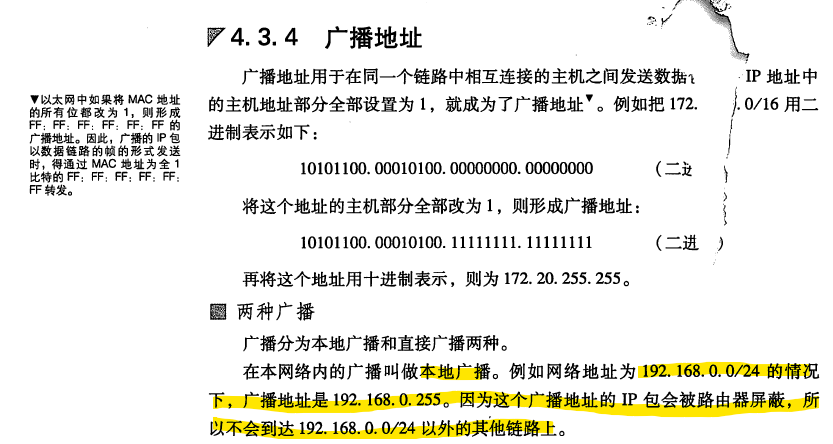 4.3.4 广播地址
广播地址用于在同一个链路中相互连接的主机之间发送数据 IP 地址中
的主机地址部分全部设置为 1，就成为了广播地址▼。例如把 172. .0/16 用二
进制表示如下：
10101100.00010100.00000000.00000000 （二
将这个地址的主机部分全部改为 1，则形成广播地址：
10101100.00010100.11111111.11111111 （二进 ）
再将这个地址用十进制表示，则为 172.20.255.255。
▼以太网中如果将 MAC 地址
的所有位都改为 1，则形成
FF：FF：FF：FF：FF：FF 的
广播地址。因此，广播的 IP 包
以数据链路的帧的形式发送
时，得通过 MAC 地址为全 1
比特的 FF：FF：FF：FF：FF：
FF 转发。
两种广播
广播分为本地广播和直接广播两种。
在本网络内的广播叫做本地广播。例如网络地址为 192.168.0.0/24 的情况
下，广播地址是 192.168.0.255。因为这个广播地址的 IP 包会被路由器屏蔽，所
以不会到达 192.168.0.0/24 以外的其他链路上。